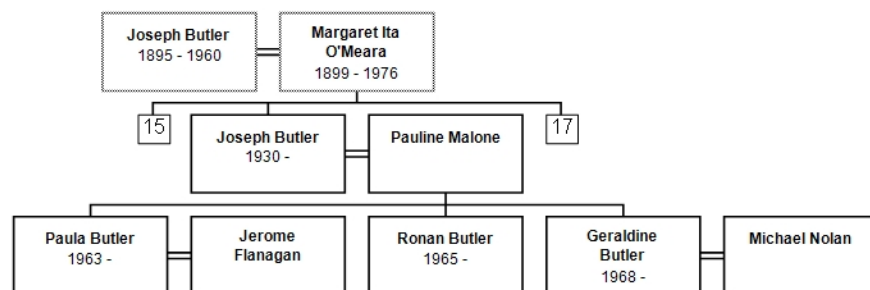 Joseph Butler
1895 - 1960
Margaret Ita
O'Meara
1899 - 1976
15
Joseph Butler
1930 -
Pauline Malone
17
Paula Butler
1963 -
Jerome
Flanagan
Ronan Butler
1965 -
Geraldine
Butler
1968 -
Michael Nolan